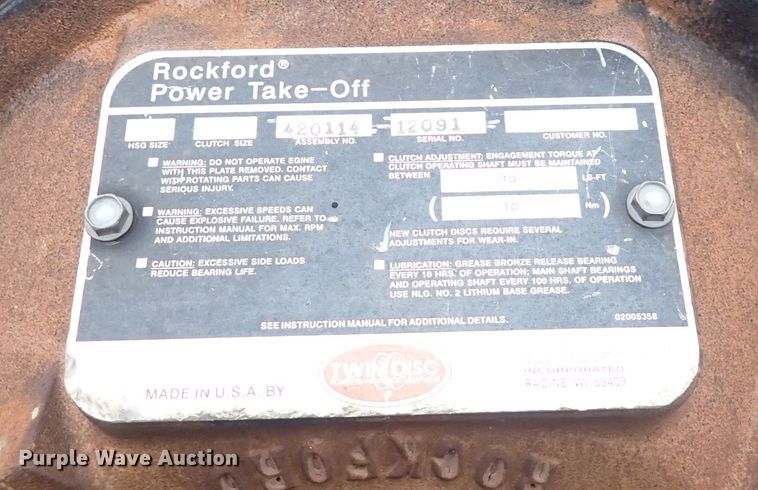 Rockford®
Power Take-Off
420114 12091
HSG SIZE CLUTCH SIZE ASSEMBLY NO. SERIAL NO. CUSTOMER NO.
WARNING: DO NOT OPERATE EGINE
WITH THIS PLATE REMOVED. CONTACT
WITH ROTATING PARTS CAN CAUSE
SERIOUS INJURY.
WARNING: EXCESSIVE SPEEDS CAN
CAUSE EXPLOSIVE FAILURE. REFER TO
INSTRUCTION MANUAL FOR MAX. RPM
AND ADDITIONAL LIMITATIONS.
CAUTION: EXCESSIVE SIDE LOADS
REDUCE BEARING LIFE.
CLUTCH ADJUSTMENT: ENGAGEMENT TORQUE AT
CLUTCH OPERATING SHAFT MUST BE MAINTAINED
BETWEEN TO LB-FT
( TO Nm )
NEW CLUTCH DISCS REQUIRE SEVERAL
ADJUSTMENTS FOR WEAR-IN.
LUBRICATION: GREASE BRONZE RELEASE BEARING
EVERY 10 HRS. OF OPERATION; MAIN SHAFT BEARINGS
AND OPERATING SHAFT EVERY 100 HRS. OF OPERATION
USE NLG. NO. 2 LITHIUM BASE GREASE.
SEE INSTRUCTION MANUAL FOR ADDITIONAL DETAILS. 02005358
MADE IN U.S.A. BY
TWIN DISC
INCORPORATED
RACINE WI 53403
ROCKFORD
Purple Wave Auction